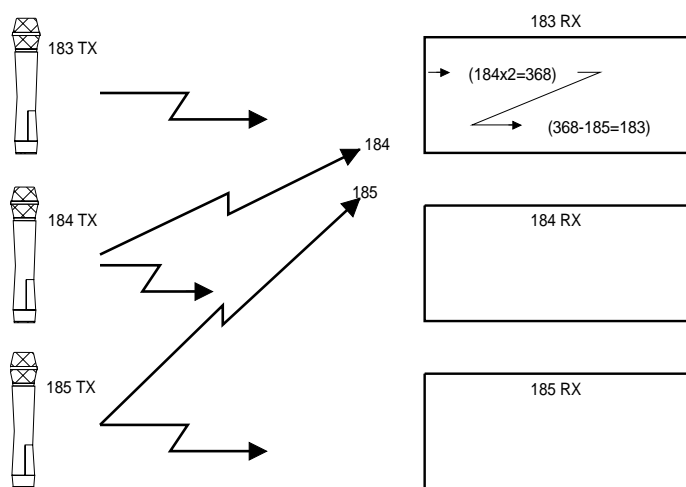 183 RX
183 TX
(184x2=368)
(368-185=183)
184
185
184 TX
184 RX
185 TX
185 RX